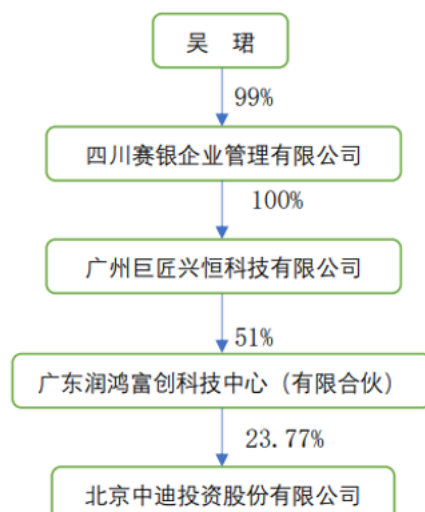 吴 珺
99%
四川赛银企业管理有限公司
100%
广州巨匠兴恒科技有限公司
51%
广东润鸿富创科技中心（有限合伙）
23.77%
北京中迪投资股份有限公司